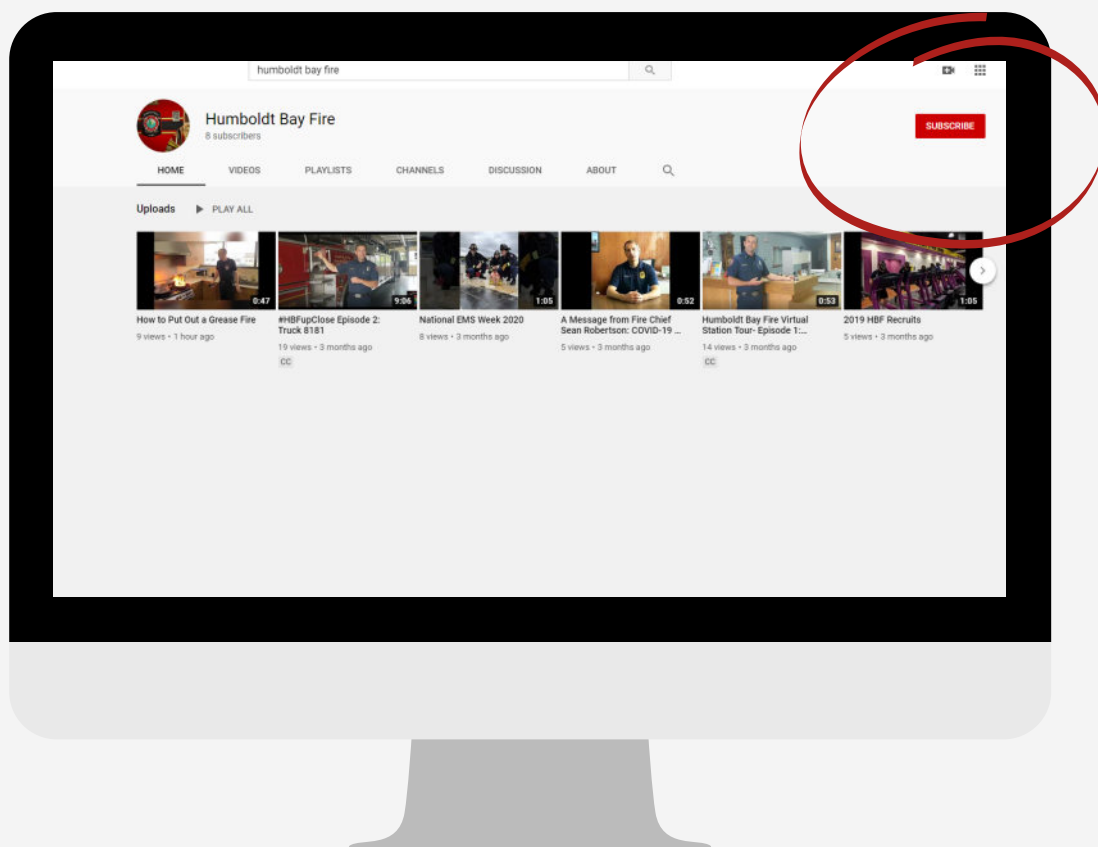 humboldt bay fire
Humboldt Bay Fire
8 subscribers
SUBSCRIBE
HOME VIDEOS PLAYLISTS CHANNELS DISCUSSION ABOUT
Uploads PLAY ALL
0:47
How to Put Out a Grease Fire
9 views • 1 hour ago
9:06
#HBFupClose Episode 2:
Truck 8181
19 views • 3 months ago
CC
1:05
National EMS Week 2020
8 views • 3 months ago
0:52
A Message from Fire Chief
Sean Robertson: COVID-19 ...
5 views • 3 months ago
0:53
Humboldt Bay Fire Virtual
Station Tour- Episode 1:...
14 views • 3 months ago
CC
1:05
2019 HBF Recruits
5 views • 3 months ago